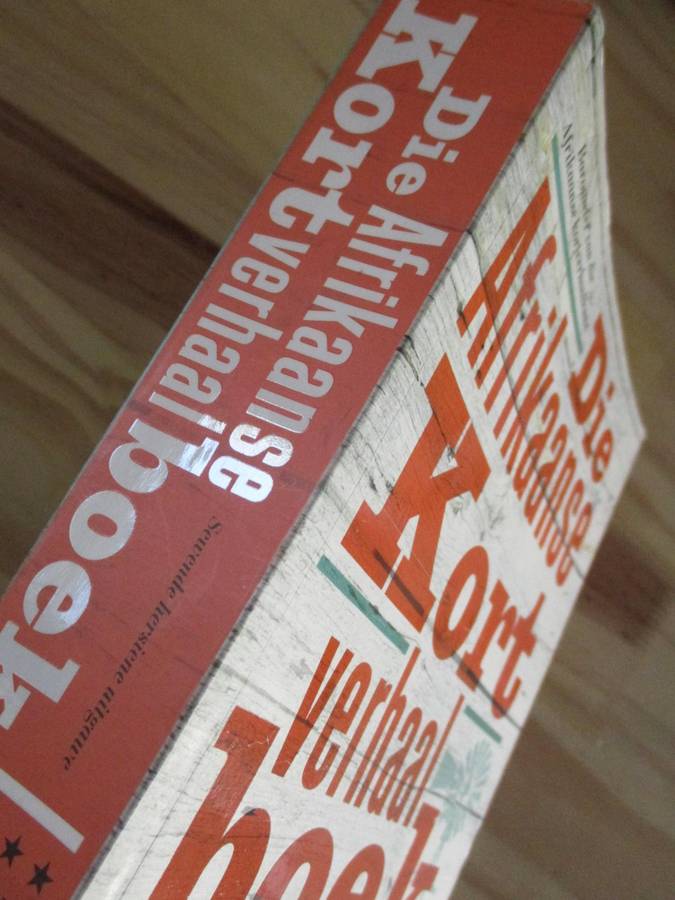 Die Afrikaanse
Kortverhaalboek
Sewende hersiene uitgawe
Die
Afrikaanse
Kort
verhaal
boek